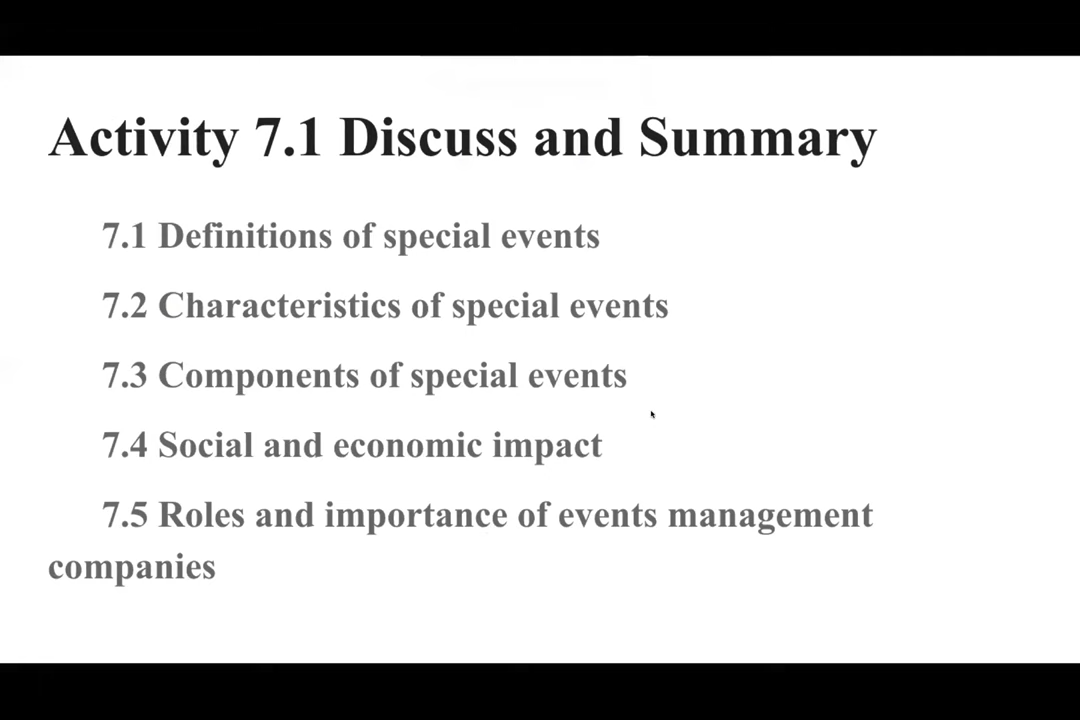 Activity 7.1 Discuss and Summary
7.1 Definitions of special events
7.2 Characteristics of special events
7.3 Components of special events
7.4 Social and economic impact
7.5 Roles and importance of events management
companies